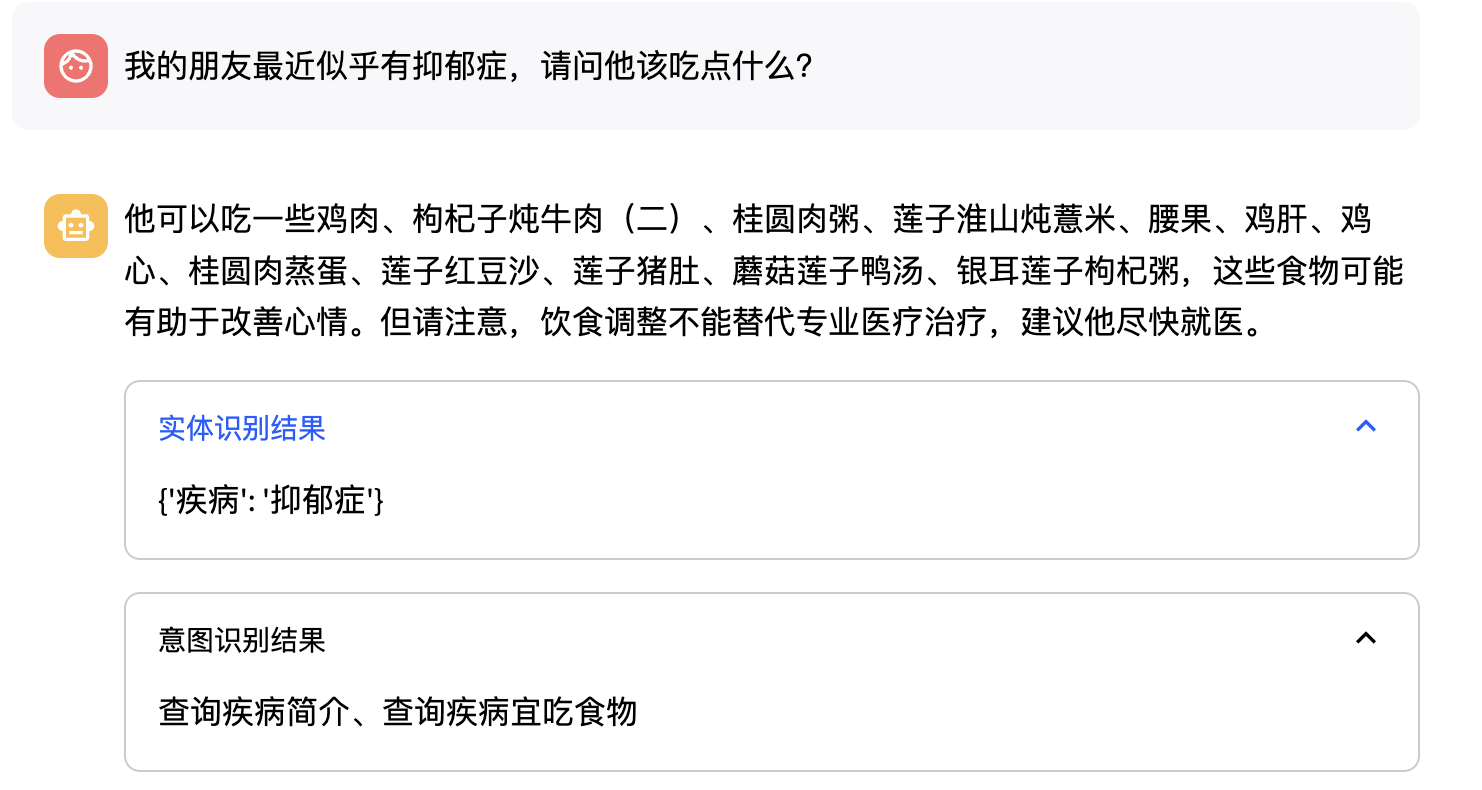 我的朋友最近似乎有抑郁症，请问他该吃点什么？
他可以吃一些鸡肉、枸杞子炖牛肉（二）、桂圆肉粥、莲子淮山炖薏米、腰果、鸡肝、鸡
心、桂圆肉蒸蛋、莲子红豆沙、莲子猪肚、蘑菇莲子鸭汤、银耳莲子枸杞粥，这些食物可能
有助于改善心情。但请注意，饮食调整不能替代专业医疗治疗，建议他尽快就医。
实体识别结果
{'疾病': '抑郁症'}
意图识别结果
查询疾病简介、查询疾病宜吃食物